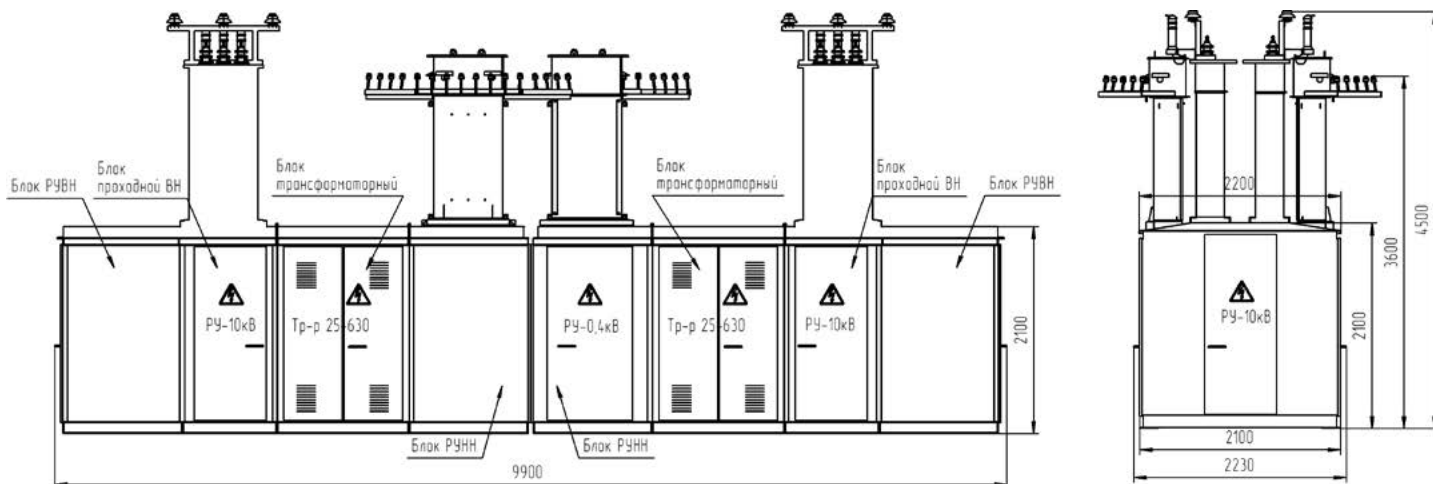 Блок РУВН
Блок
проходной ВН
Блок
трансформаторный
Блок
трансформаторный
Блок
проходной ВН
Блок РУВН
РУ-10кВ
Тр-р 25-630
РУ-0,4кВ
Тр-р 25-630
РУ-10кВ
2100
Блок РУНН
Блок РУНН
9900
2200
РУ-10кВ
2100
3600
4500
2100
2230